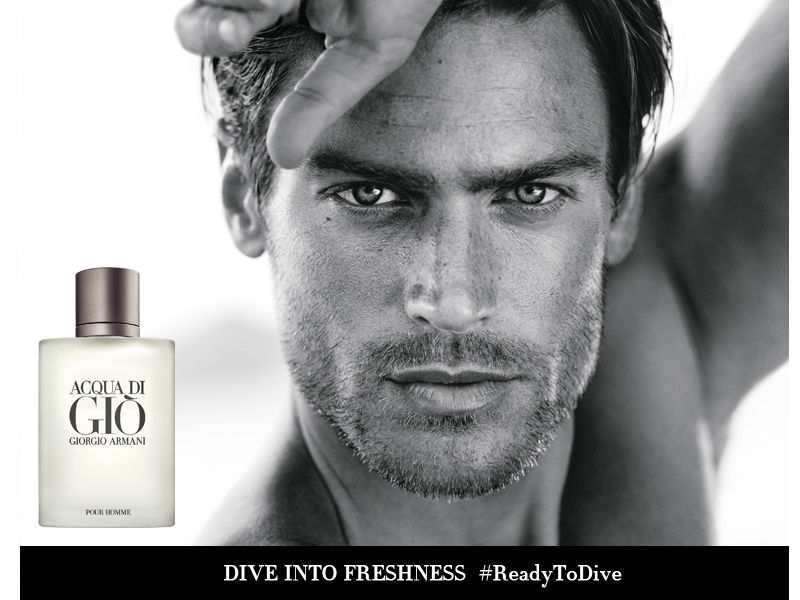 ACQUA DI
GIÒ
GIORGIO ARMANI
POUR HOMME
DIVE INTO FRESHNESS #ReadyToDive